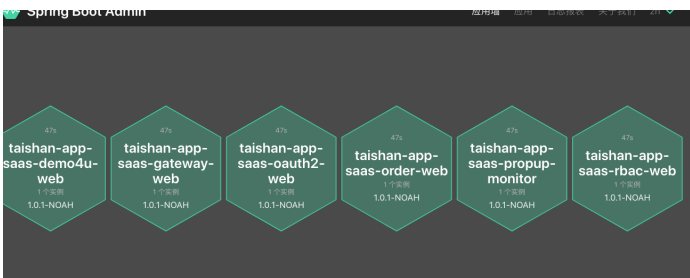 Spring Boot Admin
应用墙 应用 日志报表 关于我们 zh
47s
taishan-app-
saas-demo4u-
web
1 个实例
1.0.1-NOAH
47s
taishan-app-
saas-gateway-
web
1 个实例
1.0.1-NOAH
47s
taishan-app-
saas-oauth2-
web
1 个实例
1.0.1-NOAH
47s
taishan-app-
saas-order-web
1 个实例
1.0.1-NOAH
47s
taishan-app-
saas-propup-
monitor
1 个实例
1.0.1-NOAH
47s
taishan-app-
saas-rbac-web
1 个实例
1.0.1-NOAH